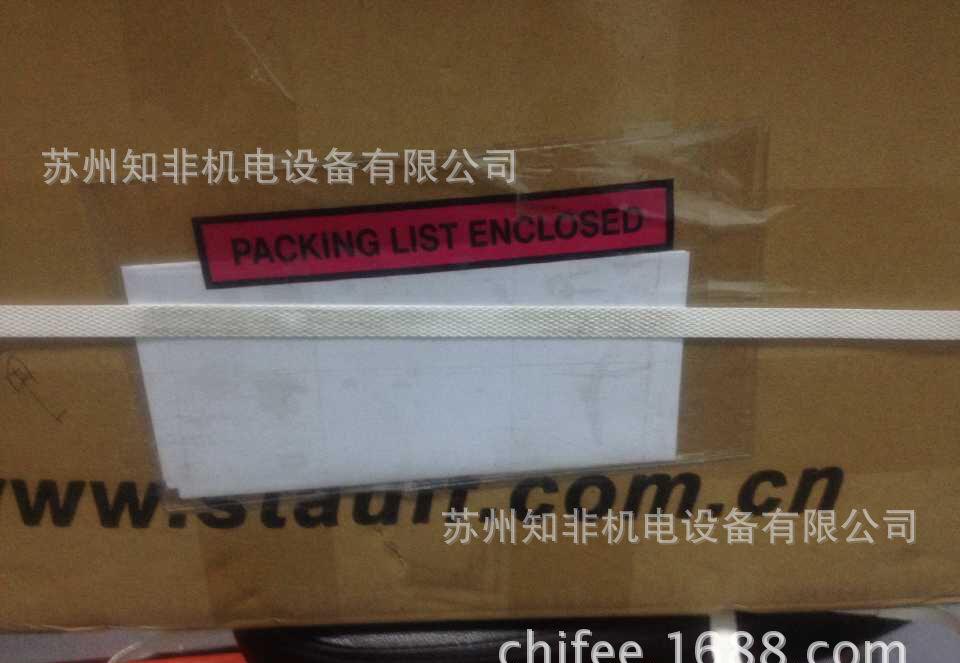 苏州知非机电设备有限公司
PACKING LIST ENCLOSED
www.stauff.com.cn
苏州知非机电设备有限公司
chifee.1688.com